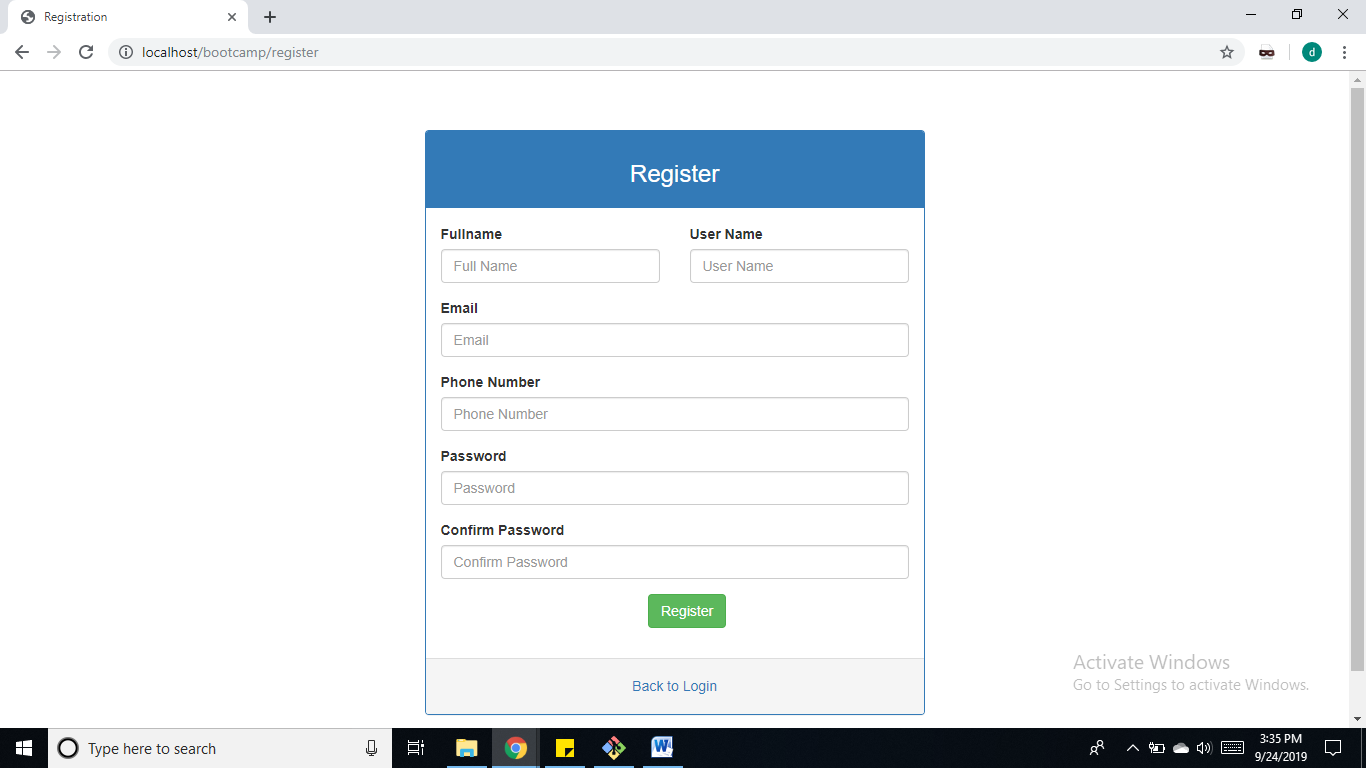 Registration
localhost/bootcamp/register
d
Register
Fullname User Name
Full Name User Name
Email
Email
Phone Number
Phone Number
Password
Password
Confirm Password
Confirm Password
Register
Back to Login
Activate Windows
Go to Settings to activate Windows.
Type here to search
W
3:35 PM
9/24/2019